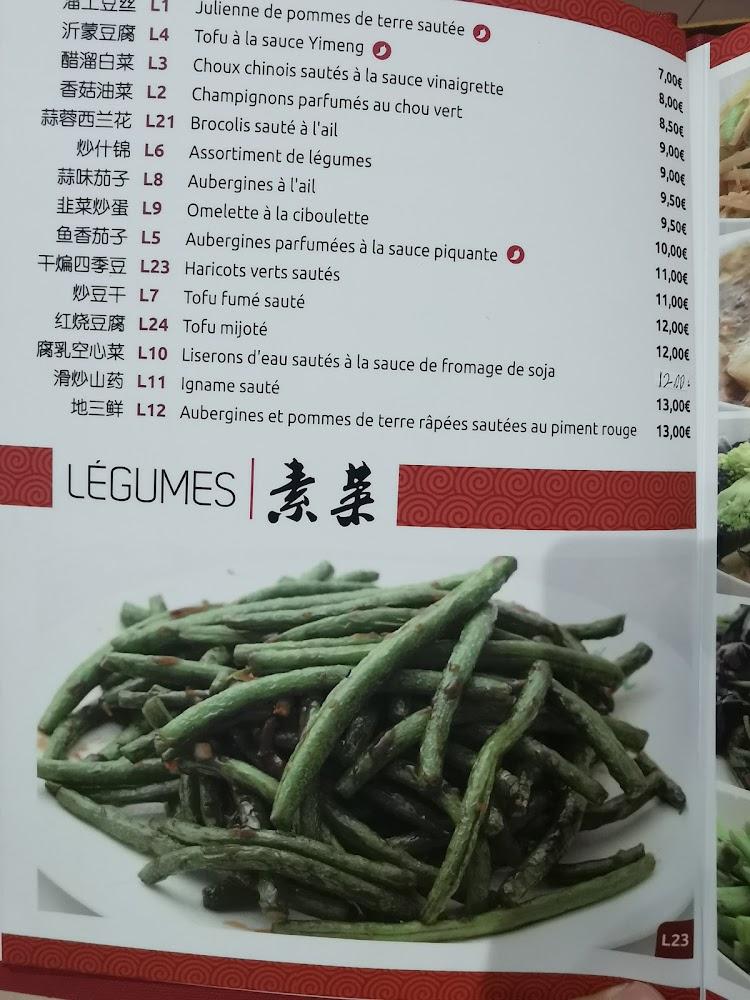 土豆丝 L1 Julienne de pommes de terre sautée 7,00€
沂蒙豆腐 L4 Tofu à la sauce Yimeng 8,00€
醋溜白菜 L3 Choux chinois sautés à la sauce vinaigrette 8,50€
香菇油菜 L2 Champignons parfumés au chou vert 9,00€
蒜蓉西兰花 L21 Brocolis sauté à l'ail 9,00€
炒什锦 L6 Assortiment de légumes 9,50€
蒜味茄子 L8 Aubergines à l'ail 9,50€
韭菜炒蛋 L9 Omelette à la ciboulette 10,00€
鱼香茄子 L5 Aubergines parfumées à la sauce piquante 11,00€
干煸四季豆 L23 Haricots verts sautés 11,00€
炒豆干 L7 Tofu fumé sauté 12,00€
红烧豆腐 L24 Tofu mijoté 12,00€
腐乳空心菜 L10 Liserons d'eau sautés à la sauce de fromage de soja 12.00
滑炒山药 L11 Igname sauté 13,00€
地三鲜 L12 Aubergines et pommes de terre râpées sautées au piment rouge 13,00€
LÉGUMES 素菜
L23